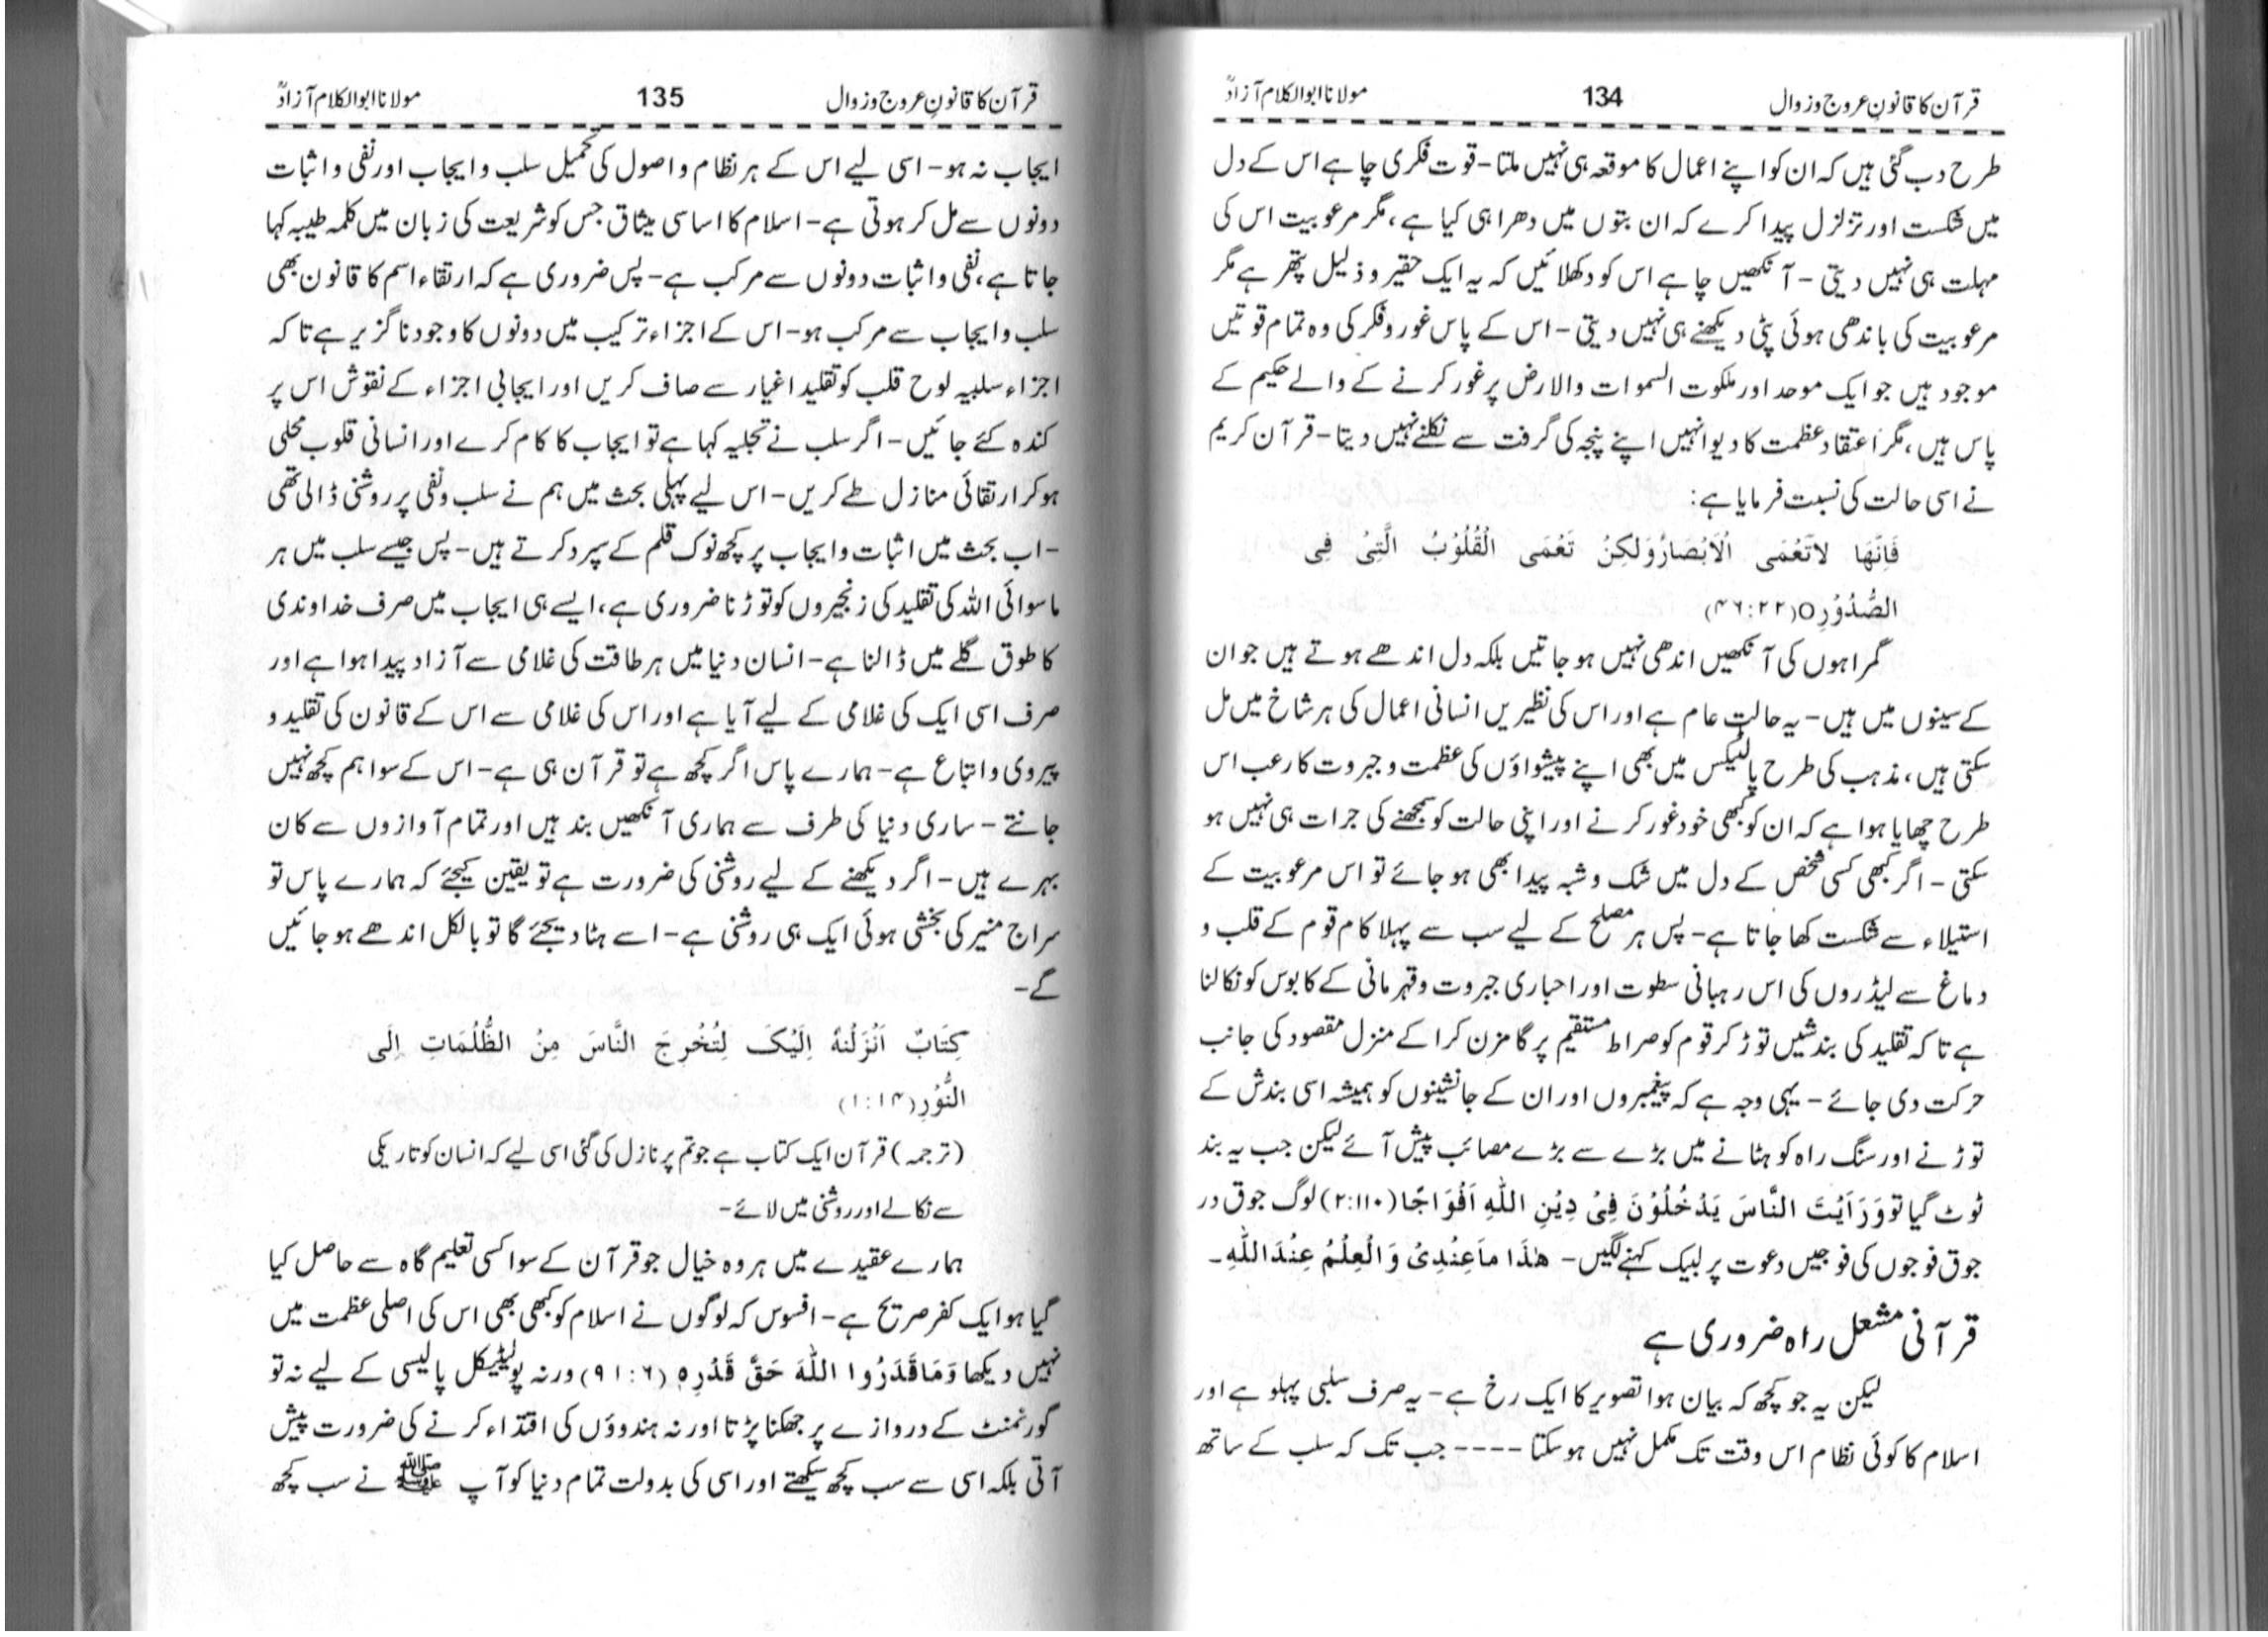 قرآن کا قانونِ عروج و زوال 134 مولانا ابوالکلام آزادؒ
طرح دب گئی ہیں کہ ان کو اپنے اعمال کا موقعہ ہی نہیں ملتا- قوت فکری چاہے اس کے دل
میں شکست اور تزلزل پیدا کرے کہ ان بتوں میں دھرا ہی کیا ہے، مگر مرعوبیت اس کی
مہلت ہی نہیں دیتی - آنکھیں چاہے اس کو دکھلائیں کہ یہ ایک حقیر و ذلیل پتھر ہے مگر
مرعوبیت کی باندھی ہوئی پٹی دیکھنے ہی نہیں دیتی - اس کے پاس غور و فکر کی وہ تمام قوتیں
موجود ہیں جو ایک موحد اور ملکوت السموات والارض پر غور کرنے کے والے حکیم کے
پاس ہیں، مگر اعتقاد عظمت کا دیو انہیں اپنے پنجہ کی گرفت سے نکلنے نہیں دیتا - قرآن کریم
نے اسی حالت کی نسبت فرمایا ہے:
فَاِنَّهَا لاَتَعْمَى الْاَبْصَارُ وَلٰكِنْ تَعْمَى الْقُلُوْبُ الَّتِىْ فِى
الصُّدُوْرِ O (۴۶:۲۲)
گمراہوں کی آنکھیں اندھی نہیں ہو جاتیں بلکہ دل اندھے ہوتے ہیں جو ان
کے سینوں میں ہیں - یہ حالت عام ہے اور اس کی نظیریں انسانی اعمال کی ہر شاخ میں مل
سکتی ہیں، مذہب کی طرح پالیٹکس میں بھی اپنے پیشواؤں کی عظمت و جبروت کا رعب اس
طرح چھایا ہوا ہے کہ ان کو کبھی خود غور کرنے اور اپنی حالت کو سمجھنے کی جرات ہی نہیں ہو
سکتی - اگر کبھی کسی شخص کے دل میں شک و شبہ پیدا بھی ہو جائے تو اس مرعوبیت کے
استیلاء سے شکست کھا جاتا ہے- پس ہر مصلح کے لیے سب سے پہلا کام قوم کے قلب و
دماغ سے لیڈروں کی اس رہبانی سطوت اور احباری جبروت و قہرمانی کے کابوس کو نکالنا
ہے تاکہ تقلید کی بندشیں توڑ کر قوم کو صراط مستقیم پر گامزن کرا کے منزل مقصود کی جانب
حرکت دی جائے - یہی وجہ ہے کہ پیغمبروں اور ان کے جانشینوں کو ہمیشہ اسی بندش کے
توڑنے اور سنگ راہ کو ہٹانے میں بڑے سے بڑے مصائب پیش آئے لیکن جب یہ بند
ٹوٹ گیا تو وَرَاَيْتَ النَّاسَ يَدْخُلُوْنَ فِىْ دِيْنِ اللّٰهِ اَفْوَاجًا (۲:۱۱۰) لوگ جوق در
جوق فوجوں کی فوجیں دعوت پر لبیک کہنے لگیں - هٰذَا مَا عِنْدِىْ وَالْعِلْمُ عِنْدَاللّٰهِ۔
قرآنی مشعل راہ ضروری ہے
لیکن یہ جو کچھ کہ بیان ہوا تصویر کا ایک رخ ہے - یہ صرف سلبی پہلو ہے اور
اسلام کا کوئی نظام اس وقت تک مکمل نہیں ہو سکتا ---- جب تک کہ سلب کے ساتھ
قرآن کا قانونِ عروج و زوال 135 مولانا ابوالکلام آزادؒ
ایجاب نہ ہو - اسی لیے اس کے ہر نظام و اصول کی تکمیل سلب و ایجاب اور نفی و اثبات
دونوں سے مل کر ہوتی ہے - اسلام کا اساسی میثاق جس کو شریعت کی زبان میں کلمہ طیبہ کہا
جاتا ہے، نفی و اثبات دونوں سے مرکب ہے - پس ضروری ہے کہ ارتقاء اسم کا قانون بھی
سلب و ایجاب سے مرکب ہو - اس کے اجزاء ترکیب میں دونوں کا وجود ناگزیر ہے تاکہ
اجزاء سلبیہ لوح قلب کو تقلید اغیار سے صاف کریں اور ایجابی اجزاء کے نقوش اس پر
کندہ کئے جائیں - اگر سلب نے تجلیہ کہا ہے تو ایجاب کا کام کرے اور انسانی قلوب محلی
ہو کر ارتقائی منازل طے کریں - اس لیے پہلی بحث میں ہم نے سلب و نفی پر روشنی ڈالی تھی
- اب بحث میں اثبات و ایجاب پر کچھ نوک قلم کے سپرد کرتے ہیں - پس جیسے سلب میں ہر
ماسوائی اللہ کی تقلید کی زنجیروں کو توڑنا ضروری ہے، ایسے ہی ایجاب میں صرف خداوندی
کا طوق گلے میں ڈالنا ہے - انسان دنیا میں ہر طاقت کی غلامی سے آزاد پیدا ہوا ہے اور
صرف اسی ایک کی غلامی کے لیے آیا ہے اور اس کی غلامی سے اس کے قانون کی تقلید و
پیروی و اتباع ہے - ہمارے پاس اگر کچھ ہے تو قرآن ہی ہے - اس کے سوا ہم کچھ نہیں
جانتے - ساری دنیا کی طرف سے ہماری آنکھیں بند ہیں اور تمام آوازوں سے کان
بہرے ہیں - اگر دیکھنے کے لیے روشنی کی ضرورت ہے تو یقین کیجئے کہ ہمارے پاس تو
سراج منیر کی بخشی ہوئی ایک ہی روشنی ہے - اسے ہٹا دیجئے گا تو بالکل اندھے ہو جائیں
گے -
كِتَابٌ اَنْزَلْنٰهُ اِلَيْكَ لِتُخْرِجَ النَّاسَ مِنْ الظُّلُمَاتِ اِلَى
النُّوْرِ (۱:۱۴)
(ترجمہ) قرآن ایک کتاب ہے جو تم پر نازل کی گئی اسی لیے کہ انسان کو تاریکی
سے نکالے اور روشنی میں لائے -
ہمارے عقیدے میں ہر وہ خیال جو قرآن کے سوا کسی تعلیم گاہ سے حاصل کیا
گیا ہو ایک کفر صریح ہے - افسوس کہ لوگوں نے اسلام کو کبھی بھی اس کی اصلی عظمت میں
نہیں دیکھا وَمَا قَدَرُوا اللّٰهَ حَقَّ قَدْرِهٖ (۹۱:۶) ورنہ پولیٹیکل پالیسی کے لیے نہ تو
گورنمنٹ کے دروازے پر جھکنا پڑتا اور نہ ہندوؤں کی اقتداء کرنے کی ضرورت پیش
آتی بلکہ اسی سے سب کچھ سیکھتے اور اسی کی بدولت تمام دنیا کو آپ ﷺ نے سب کچھ